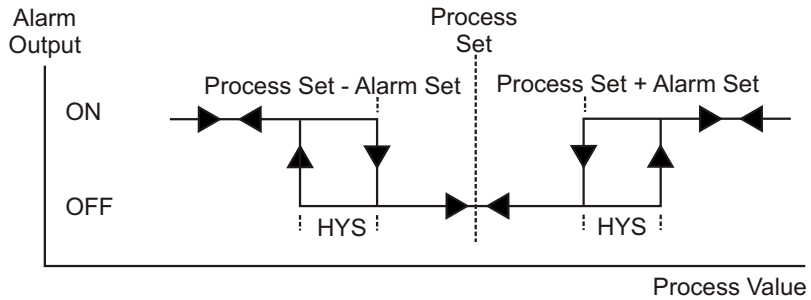 Alarm
Output
Process
Set
Process Set - Alarm Set
Process Set + Alarm Set
ON
OFF
HYS
HYS
Process Value